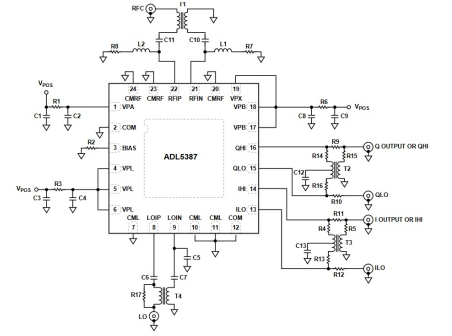 RFC
T1
C11
C10
R8
L2
L1
R7
24
23
22
21
20
19
CMRF
CMRF
RFIP
RFIN
CMRF
VPX
VPOS
R1
C1
C2
1
VPA
2
COM
R2
3
BIAS
4
VPL
VPOS
R3
5
VPL
C3
C4
6
VPL
ADL5387
VPB
18
R6
VPOS
C8
C9
VPB
17
QHI
16
R9
Q OUTPUT OR QHI
R14
R15
QLO
15
C12
T2
R16
IHI
14
R10
QLO
ILO
13
R11
I OUTPUT OR IHI
R4
R5
C13
T3
R13
R12
ILO
CML
LOIP
LOIN
CML
CML
COM
7
8
9
10
11
12
C5
C6
C7
R17
T4
LO